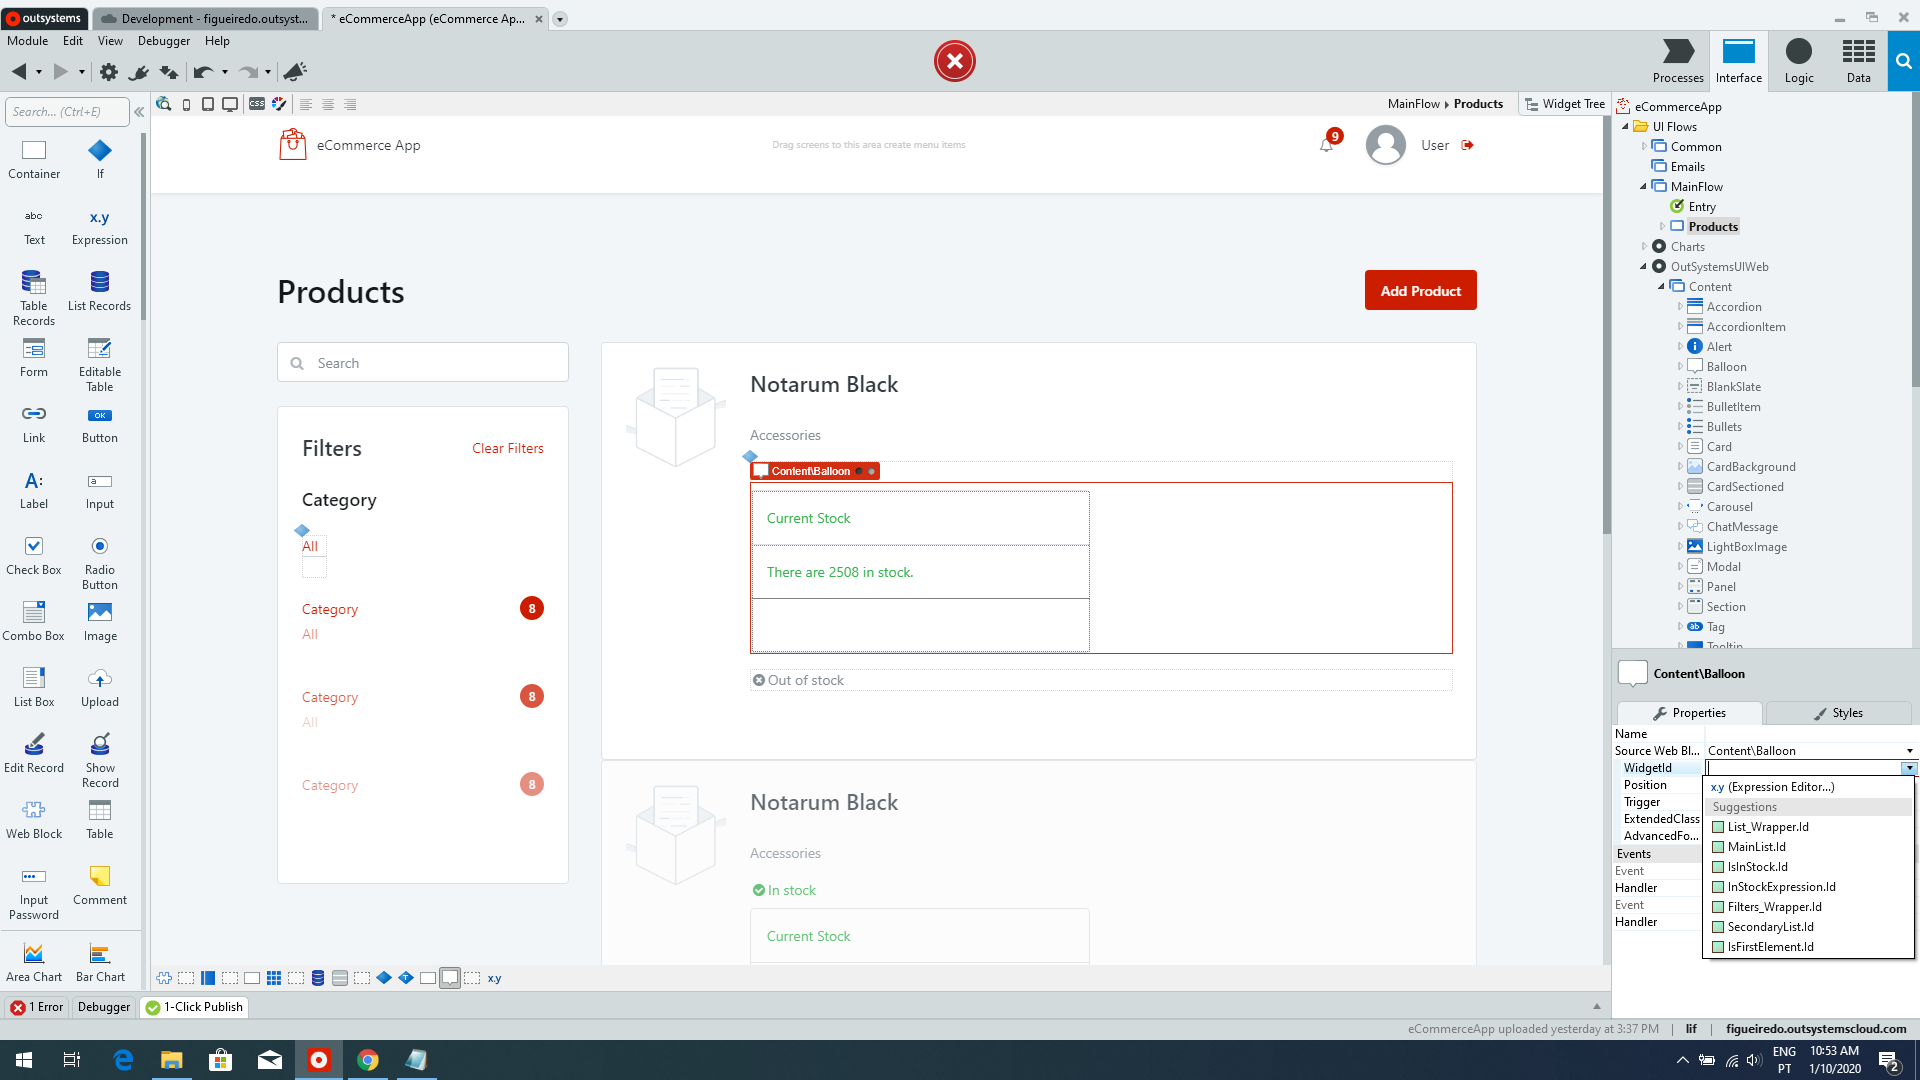 outsystems
Development - figueiredo.outsyst...
* eCommerceApp (eCommerce Ap...
Module Edit View Debugger Help
Processes Interface Logic Data
Search... (Ctrl+E)
CSS
MainFlow Products
Widget Tree
Container
If
abc
x.y
Text
Expression
Table Records
List Records
Form
Editable Table
OK
Link
Button
A:
a
Label
Input
Check Box
Radio Button
Combo Box
Image
List Box
Upload
Edit Record
Show Record
Web Block
Table
Input Password
Comment
Area Chart
Bar Chart
eCommerce App
Drag screens to this area create menu items
9
User
Products
Add Product
Search
Filters
Clear Filters
Category
All
Category 8
All
Category 8
All
Category 8
Notarum Black
Accessories
Content\Balloon
Current Stock
There are 2508 in stock.
Out of stock
Notarum Black
Accessories
In stock
Current Stock
x.y
eCommerceApp
UI Flows
Common
Emails
MainFlow
Entry
Products
Charts
OutSystemsUIWeb
Content
Accordion
AccordionItem
Alert
Balloon
BlankSlate
BulletItem
Bullets
Card
CardBackground
CardSectioned
Carousel
ChatMessage
LightBoxImage
Modal
Panel
Section
ab Tag
Tooltip
Content\Balloon
Properties
Styles
Name
Source Web Bl... Content\Balloon
WidgetId
Position
Trigger
ExtendedClass
AdvancedFo...
Events
Event
Handler
Event
Handler
x.y (Expression Editor...)
Suggestions
List_Wrapper.Id
MainList.Id
IsInStock.Id
InStockExpression.Id
Filters_Wrapper.Id
SecondaryList.Id
IsFirstElement.Id
1 Error
Debugger
1-Click Publish
eCommerceApp uploaded yesterday at 3:37 PM | lif | figueiredo.outsystemscloud.com
ENG
PT
10:53 AM
1/10/2020
2